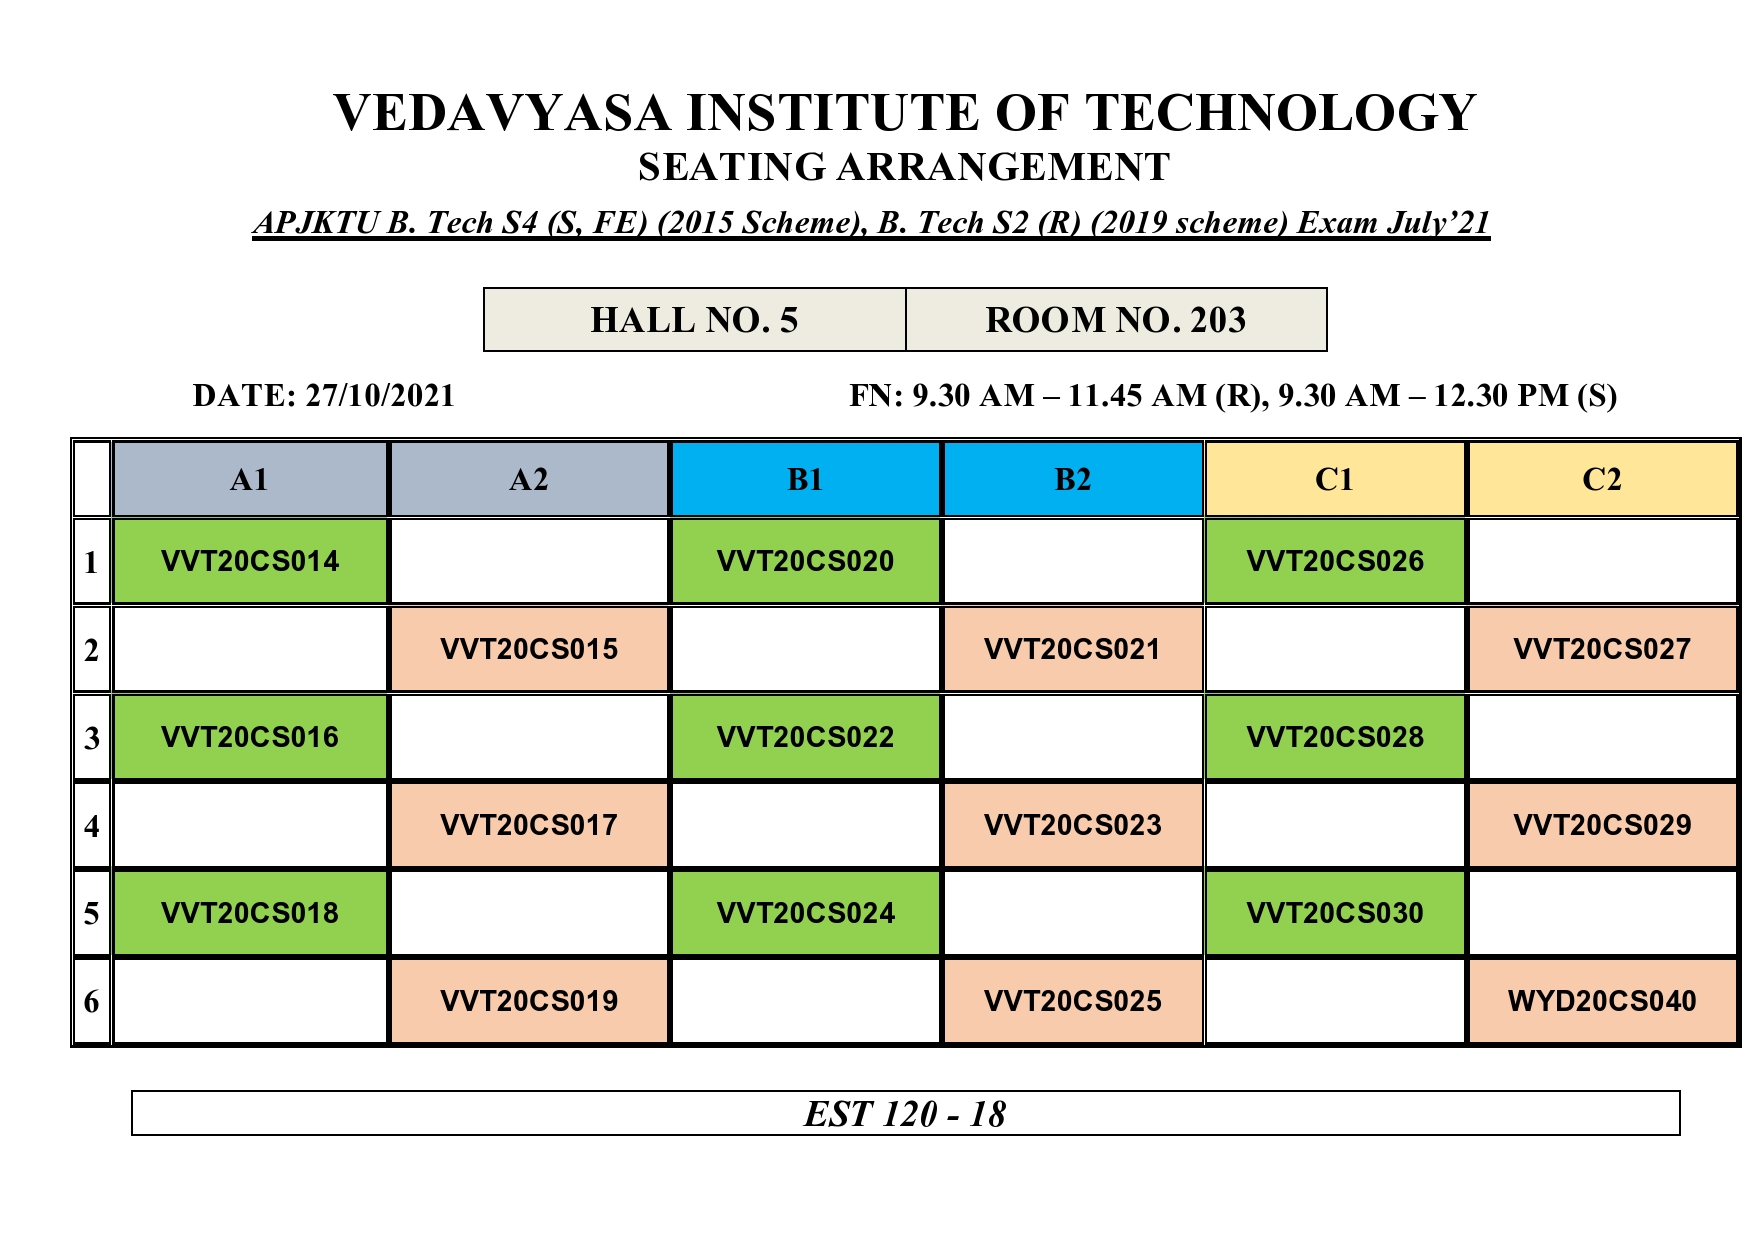 VEDAVYASA INSTITUTE OF TECHNOLOGY
SEATING ARRANGEMENT
APJKTU B. Tech S4 (S, FE) (2015 Scheme), B. Tech S2 (R) (2019 scheme) Exam July’21
HALL NO. 5 ROOM NO. 203
DATE: 27/10/2021 FN: 9.30 AM – 11.45 AM (R), 9.30 AM – 12.30 PM (S)
A1 A2 B1 B2 C1 C2
1 VVT20CS014 VVT20CS020 VVT20CS026
2 VVT20CS015 VVT20CS021 VVT20CS027
3 VVT20CS016 VVT20CS022 VVT20CS028
4 VVT20CS017 VVT20CS023 VVT20CS029
5 VVT20CS018 VVT20CS024 VVT20CS030
6 VVT20CS019 VVT20CS025 WYD20CS040
EST 120 - 18